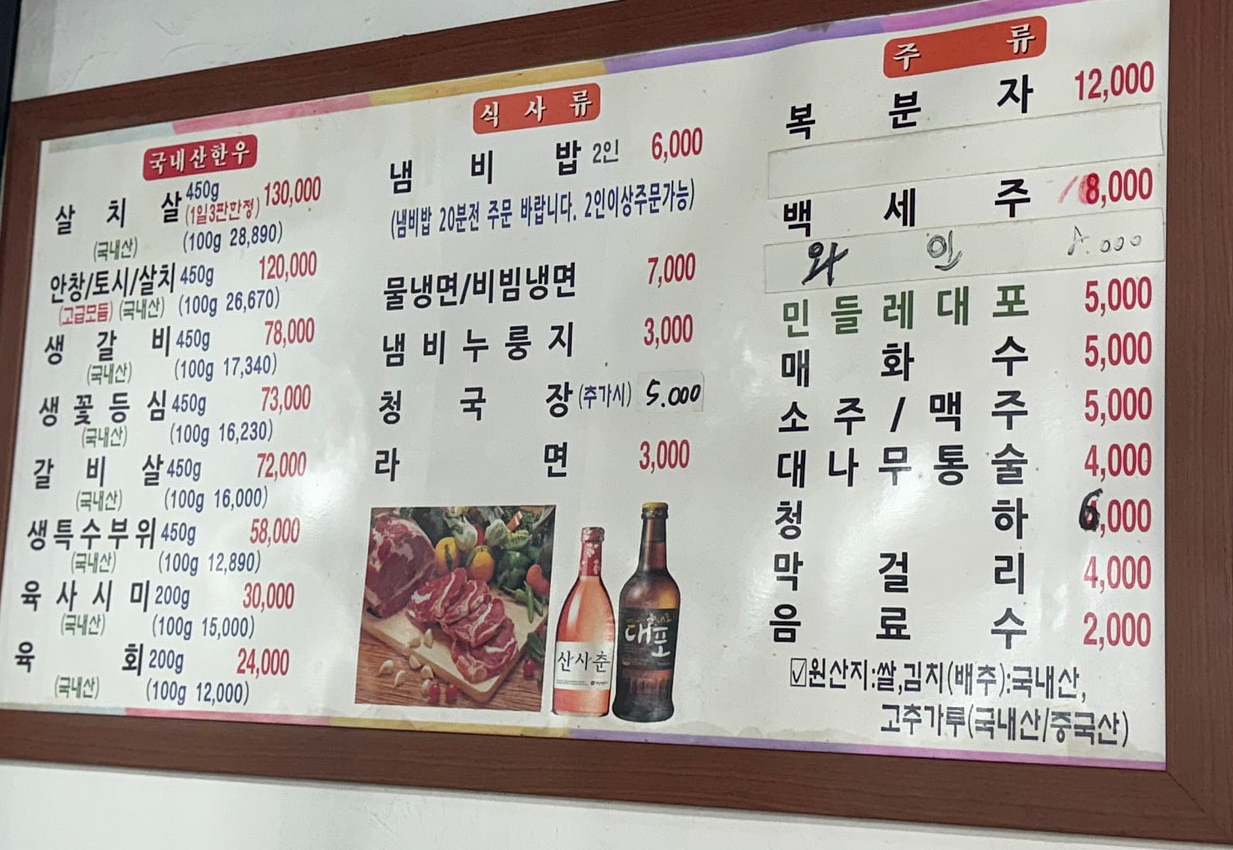 국내산한우
살 치 살 450g 130,000
(1일3판한정)
(국내산) (100g 28,890)
안창/토시/살치 450g 120,000
(고급모듬) (국내산) (100g 26,670)
생 갈 비 450g 78,000
(국내산) (100g 17,340)
생 꽃 등 심 450g 73,000
(국내산) (100g 16,230)
갈 비 살 450g 72,000
(국내산) (100g 16,000)
생특수부위 450g 58,000
(국내산) (100g 12,890)
육 사 시 미 200g 30,000
(국내산) (100g 15,000)
육 회 200g 24,000
(국내산) (100g 12,000)
식 사 류
냄 비 밥 2인 6,000
(냄비밥 20분전 주문 바랍니다. 2인이상주문가능)
물냉면/비빔냉면 7,000
냄 비 누 룽 지 3,000
청 국 장 (추가시) 5.000
라 면 3,000
산사춘
대포
주 류
복 분 자 12,000
백 세 주 8,000
와 인
민 들 레 대 포 5,000
매 화 수 5,000
소 주 / 맥 주 5,000
대 나 무 통 술 4,000
청 하 6,000
막 걸 리 4,000
음 료 수 2,000
☑원산지:쌀,김치(배추):국내산,
고추가루(국내산/중국산)